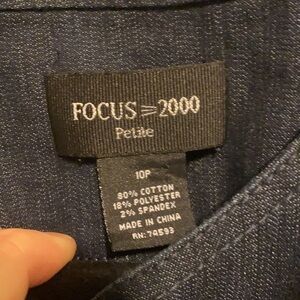 FOCUS 2000
Petite
10P
80% COTTON
18% POLYESTER
2% SPANDEX
MADE IN CHINA
RN: 74593